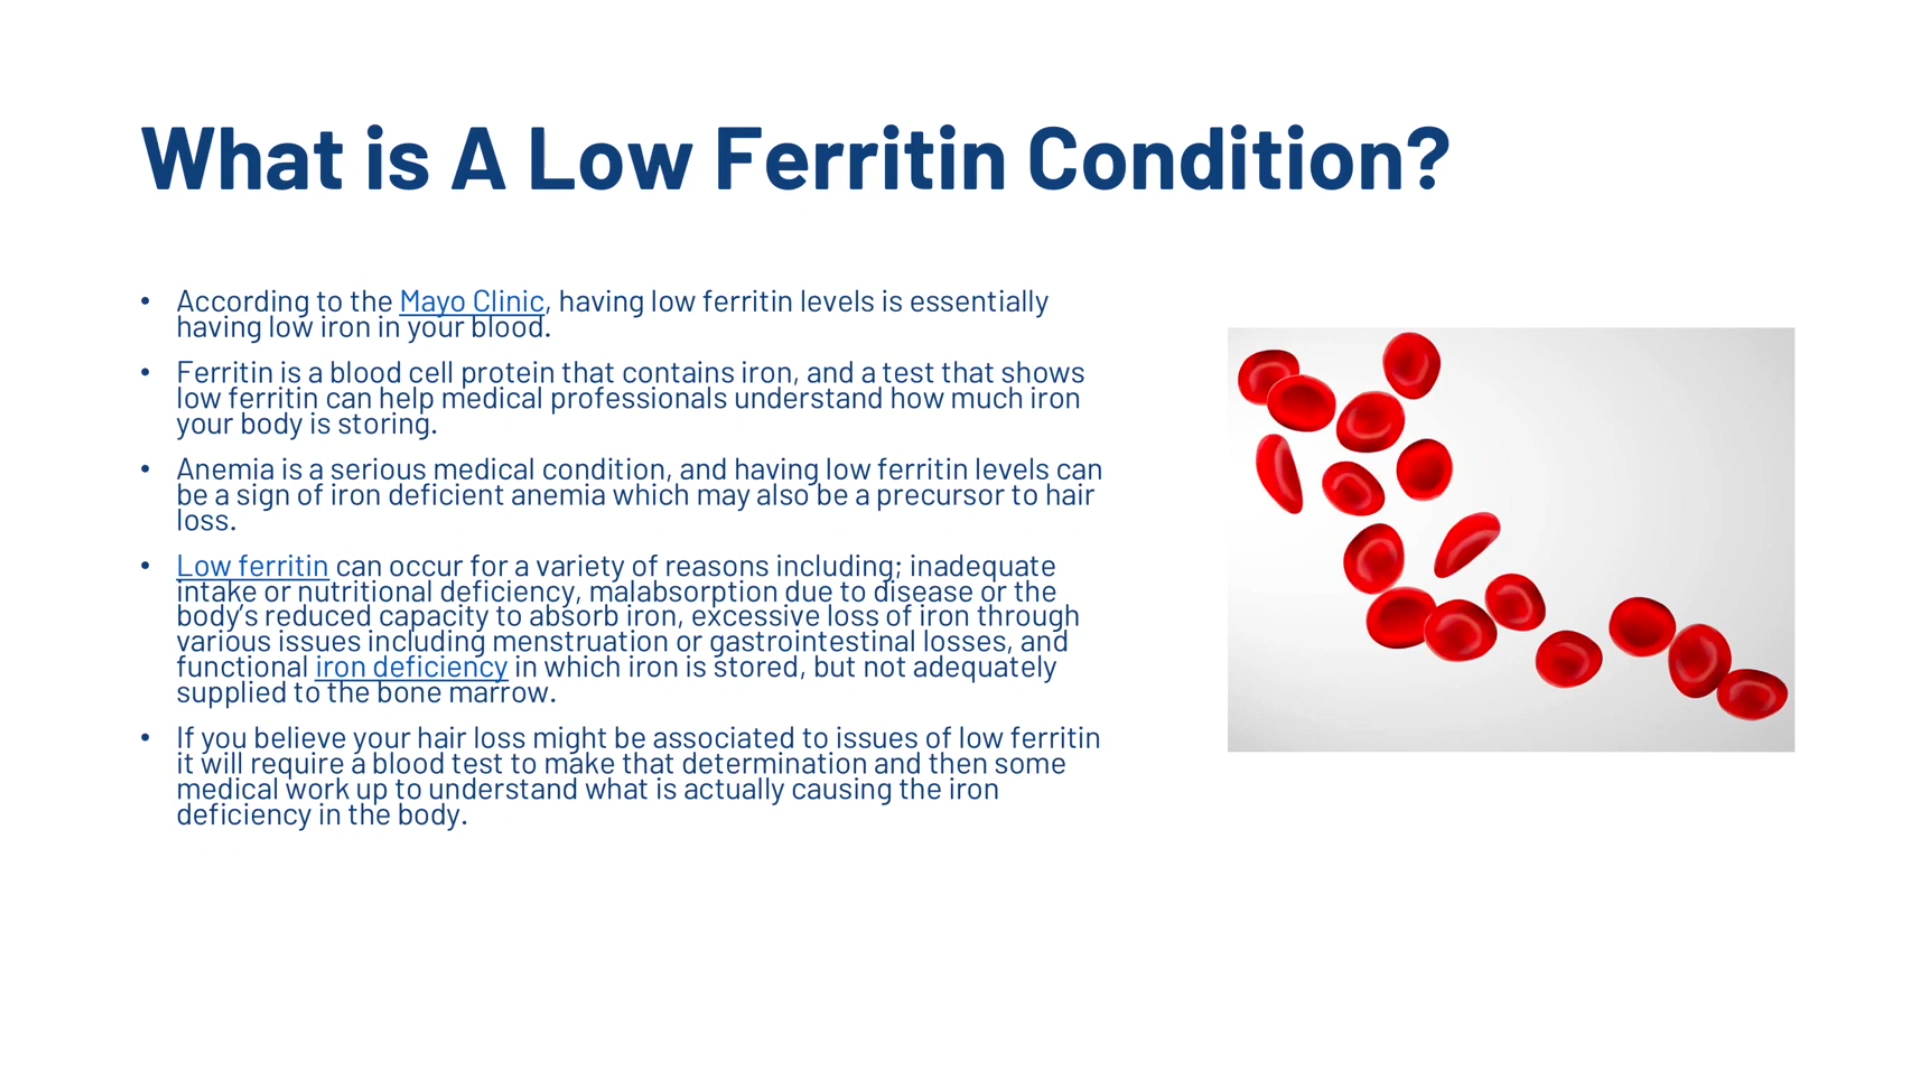 What is A Low Ferritin Condition?
• According to the Mayo Clinic, having low ferritin levels is essentially
having low iron in your blood.
• Ferritin is a blood cell protein that contains iron, and a test that shows
low ferritin can help medical professionals understand how much iron
your body is storing.
• Anemia is a serious medical condition, and having low ferritin levels can
be a sign of iron deficient anemia which may also be a precursor to hair
loss.
• Low ferritin can occur for a variety of reasons including; inadequate
intake or nutritional deficiency, malabsorption due to disease or the
body’s reduced capacity to absorb iron, excessive loss of iron through
various issues including menstruation or gastrointestinal losses, and
functional iron deficiency in which iron is stored, but not adequately
supplied to the bone marrow.
• If you believe your hair loss might be associated to issues of low ferritin
it will require a blood test to make that determination and then some
medical work up to understand what is actually causing the iron
deficiency in the body.